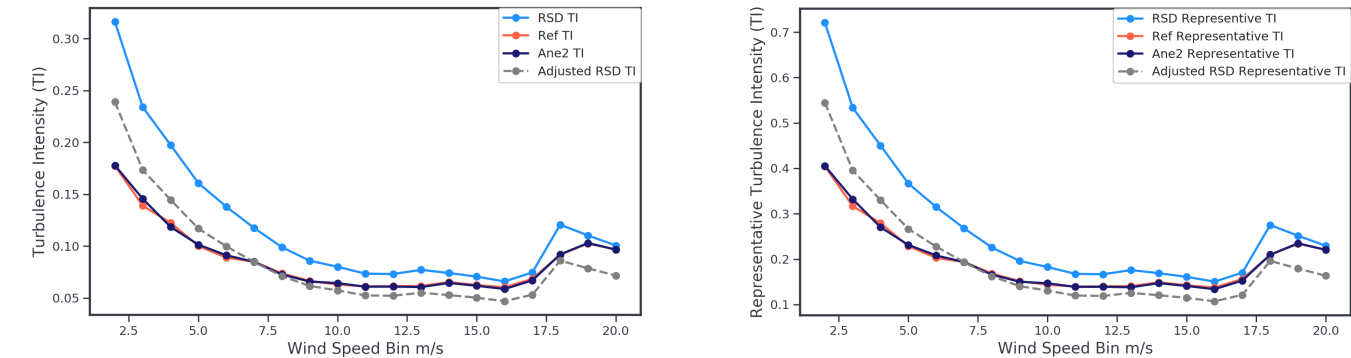 RSD TI
Ref TI
Ane2 TI
Adjusted RSD TI
0.30
0.25
0.20
0.15
0.10
0.05
Turbulence Intensity (TI)
2.5 5.0 7.5 10.0 12.5 15.0 17.5 20.0
Wind Speed Bin m/s
RSD Representive TI
Ref Representative TI
Ane2 Representative TI
Adjusted RSD Representative TI
0.7
0.6
0.5
0.4
0.3
0.2
0.1
Representative Turbulence Intensity (TI)
2.5 5.0 7.5 10.0 12.5 15.0 17.5 20.0
Wind Speed Bin m/s